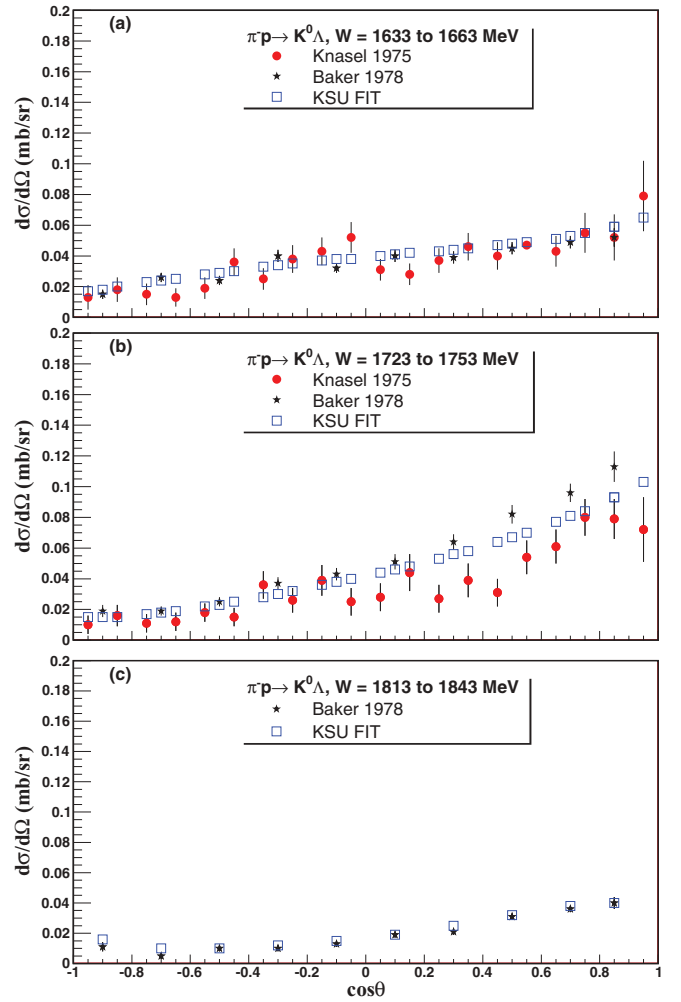 (a)
π⁻p→ K⁰Λ, W = 1633 to 1663 MeV
Knasel 1975
Baker 1978
KSU FIT
dσ/dΩ (mb/sr)
0.2
0.18
0.16
0.14
0.12
0.1
0.08
0.06
0.04
0.02
0
(b)
π⁻p→ K⁰Λ, W = 1723 to 1753 MeV
Knasel 1975
Baker 1978
KSU FIT
dσ/dΩ (mb/sr)
0.2
0.18
0.16
0.14
0.12
0.1
0.08
0.06
0.04
0.02
0
(c)
π⁻p→ K⁰Λ, W = 1813 to 1843 MeV
Baker 1978
KSU FIT
dσ/dΩ (mb/sr)
0.2
0.18
0.16
0.14
0.12
0.1
0.08
0.06
0.04
0.02
0
-1 -0.8 -0.6 -0.4 -0.2 0 0.2 0.4 0.6 0.8 1
cosθ